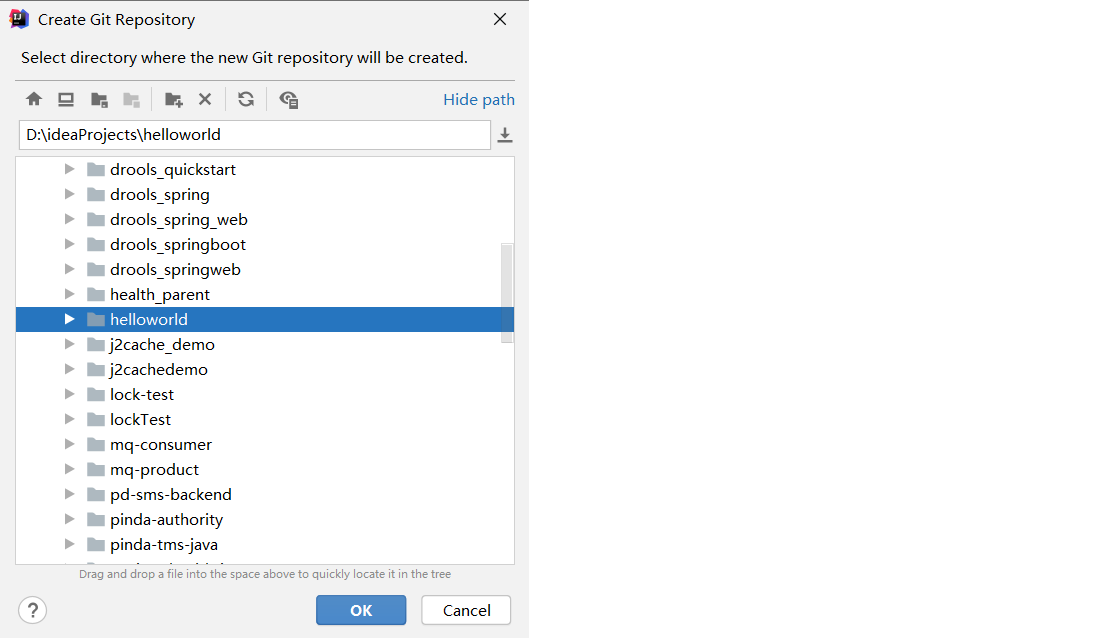 Create Git Repository
Select directory where the new Git repository will be created.
Hide path
D:\ideaProjects\helloworld
drools_quickstart
drools_spring
drools_spring_web
drools_springboot
drools_springweb
health_parent
helloworld
j2cache_demo
j2cachedemo
lock-test
lockTest
mq-consumer
mq-product
pd-sms-backend
pinda-authority
pinda-tms-java
Drag and drop a file into the space above to quickly locate it in the tree
? OK Cancel